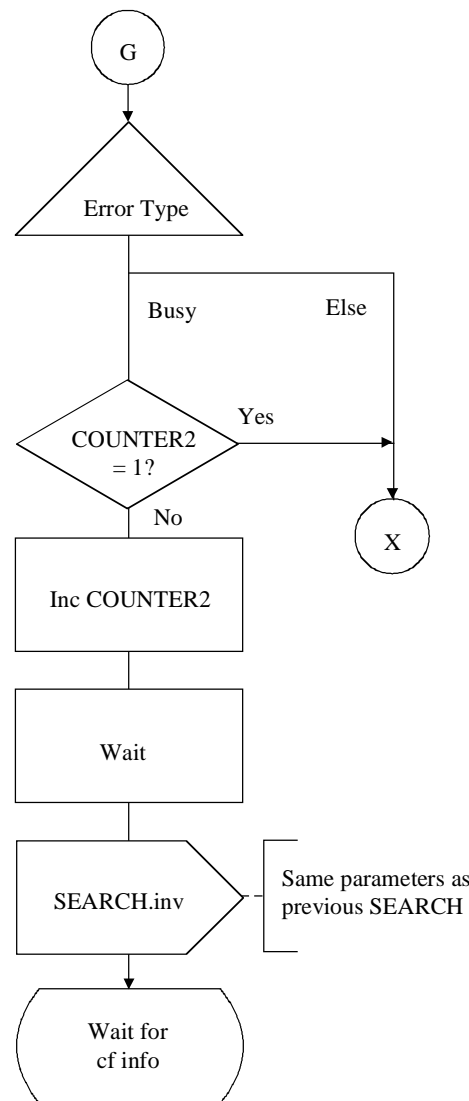 G
Error Type
Busy
Else
COUNTER2
= 1?
Yes
No
X
Inc COUNTER2
Wait
SEARCH.inv
Same parameters as
previous SEARCH
Wait for
cf info